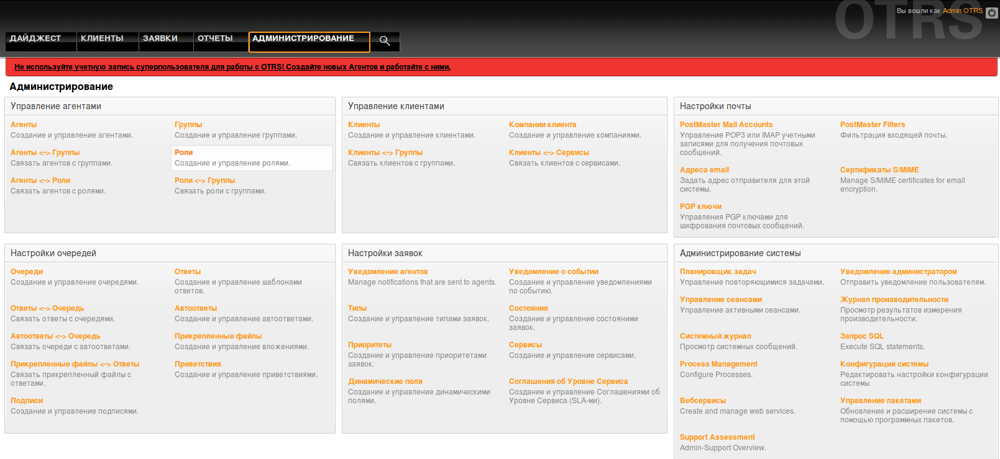 OTRS
Вы вошли как Admin OTRS
ДАЙДЖЕСТ КЛИЕНТЫ ЗАЯВКИ ОТЧЕТЫ АДМИНИСТРИРОВАНИЕ
Не используйте учетную запись суперпользователя для работы с OTRS! Создайте новых Агентов и работайте с ними.
Администрирование
Управление агентами
Агенты
Создание и управление агентами.
Группы
Создание и управление группами.
Агенты <-> Группы
Связать агентов с группами.
Роли
Создание и управление ролями.
Агенты <-> Роли
Связать агентов с ролями.
Роли <-> Группы
Связать роли с группами.
Управление клиентами
Клиенты
Создание и управление клиентами.
Компании клиента
Создание и управление компаниями.
Клиенты <-> Группы
Связать клиентов с группами.
Клиенты <-> Сервисы
Связать клиентов с сервисами.
Настройки почты
PostMaster Mail Accounts
Управление POP3 или IMAP учетными
записями для получения почтовых
сообщений.
PostMaster Filters
Фильтрация входящей почты.
Адреса email
Задать адрес отправителя для этой
системы.
Сертификаты S/MIME
Manage S/MIME certificates for email
encryption.
PGP ключи
Управления PGP ключами для
шифрования почтовых сообщений.
Настройки очередей
Очереди
Создание и управление очередями.
Ответы
Создание и управление шаблонами
ответов.
Ответы <-> Очередь
Связать ответы с очередями.
Автоответы
Создание и управление автоответами.
Автоответы <-> Очередь
Связать очереди с автоответами.
Прикрепленные файлы
Создание и управление вложениями.
Прикрепленные файлы <-> Ответы
Связать прикрепленный файлы с
ответами.
Приветствия
Создание и управление приветствиями.
Подписи
Создание и управление подписями.
Настройки заявок
Уведомление агентов
Manage notifications that are sent to agents.
Уведомление о событии
Создание и управление уведомлениями
по событию.
Типы
Создание и управление типами заявок.
Состояния
Создание и управление состояними
заявок.
Приоритеты
Создание и управление приоритетами
заявок.
Сервисы
Создание и управление сервисами.
Динамические поля
Создание и управление динамическими
полями.
Соглашения об Уровне Сервиса
Создание и управление Соглашениями об
Уровне Сервиса (SLA-ми).
Администрирование системы
Планировщик задач
Управление повторяющимися задачами.
Уведомление администратором
Отправить уведомление пользователям.
Управление сеансами
Управление активными сеансами.
Журнал производительности
Просмотр результатов измерения
производительности.
Системный журнал
Просмотр системных сообщений.
Запрос SQL
Execute SQL statements.
Process Management
Configure Processes.
Конфигурация системы
Редактировать настройки конфигурации
системы
Вебсервисы
Create and manage web services.
Управление пакетами
Обновление и расширение системы с
помощью программных пакетов.
Support Assessment
Admin-Support Overview.